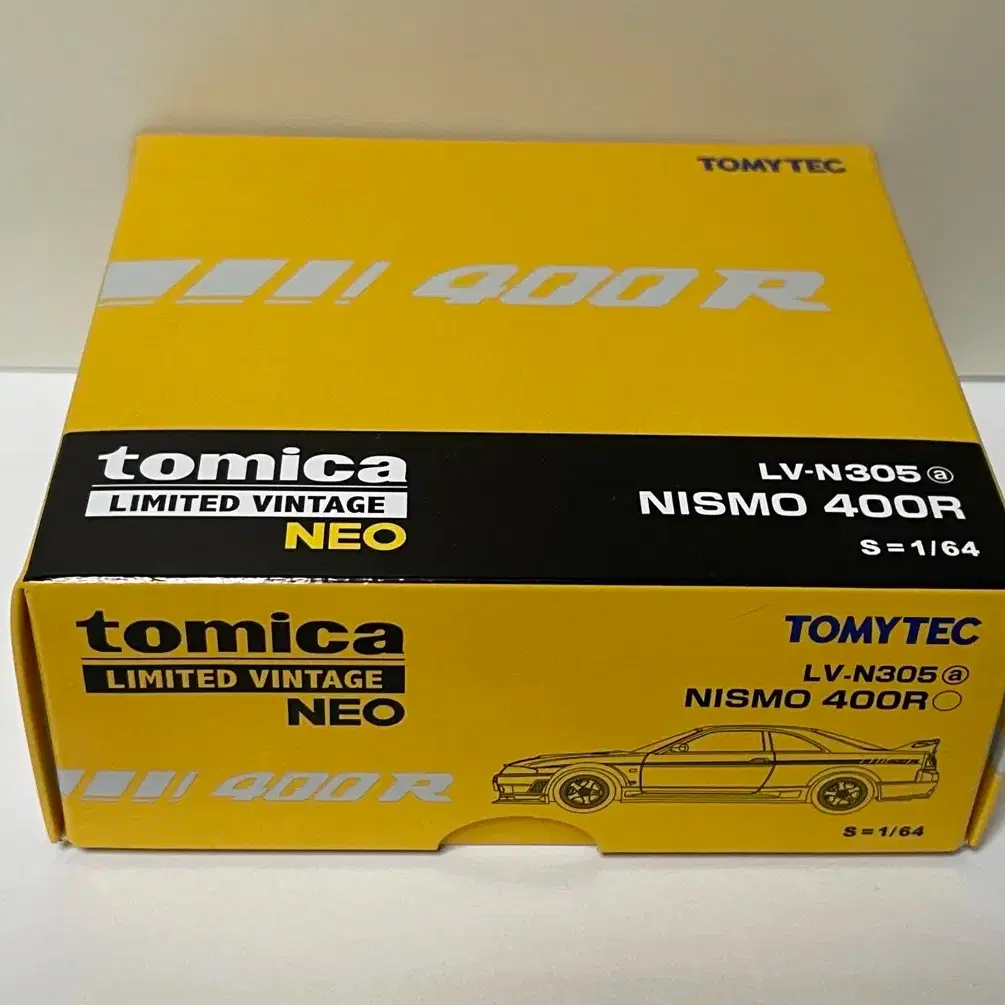 TOMYTEC
400R
tomica
LIMITED VINTAGE
NEO
LV-N305ⓐ
NISMO 400R
S=1/64
tomica
LIMITED VINTAGE
NEO
400R
TOMYTEC
LV-N305ⓐ
NISMO 400R○
S=1/64